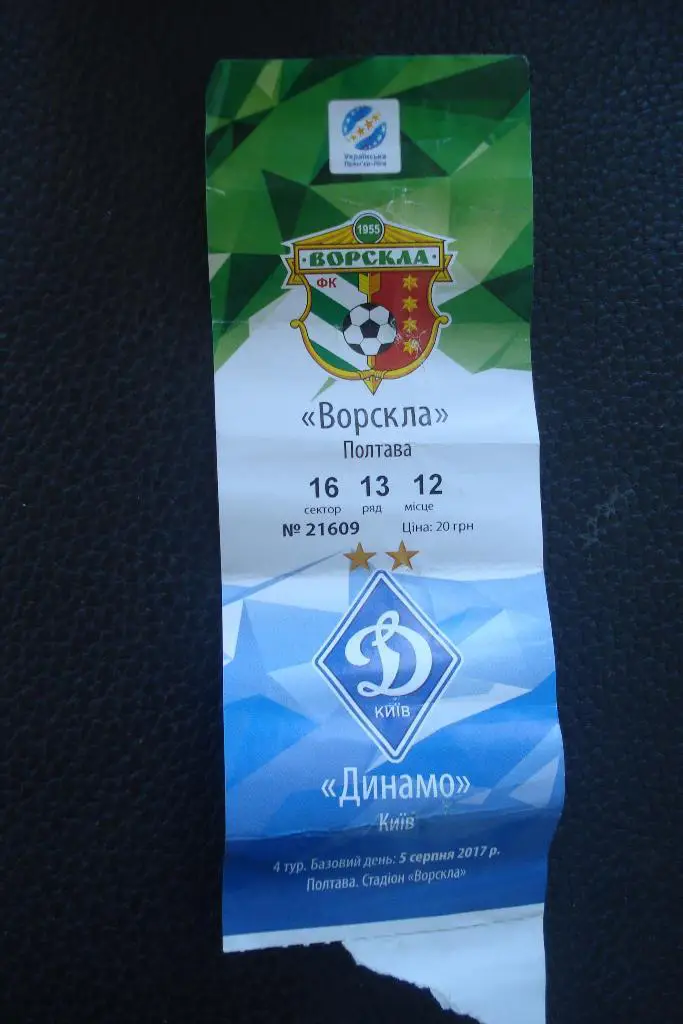 Українська
Прем'єр-Ліга
1955
ВОРСКЛА
ФК
«Ворскла»
Полтава
16 13 12
сектор ряд місце
№ 21609 Ціна: 20 грн
Д
КИЇВ
«Динамо»
Київ
4 тур. Базовий день: 5 серпня 2017 р.
Полтава. Стадіон «Ворскла»